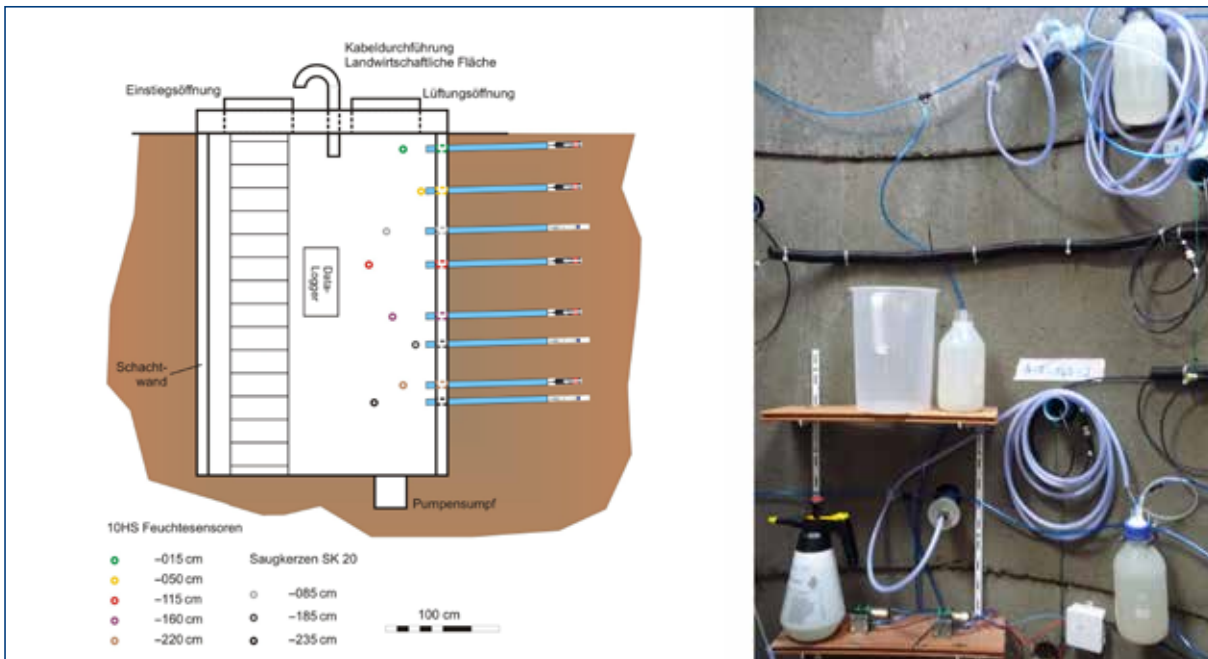 Kabeldurchführung
Landwirtschaftliche Fläche
Einstiegsöffnung
Lüftungsöffnung
Data-
Logger
Schacht-
wand
Pumpensumpf
10HS Feuchtesensoren
–015 cm
–050 cm
–115 cm
–160 cm
–220 cm
Saugkerzen SK 20
–085 cm
–185 cm
–235 cm
100 cm